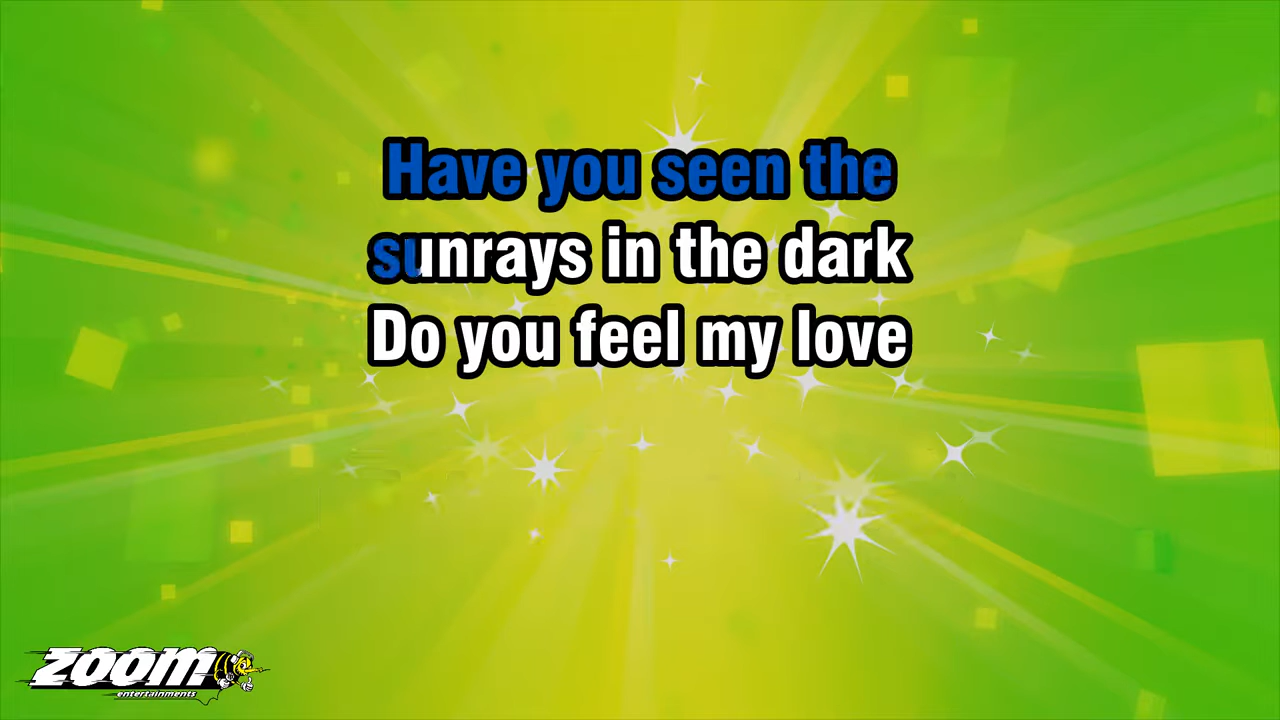 Have you seen the
sunrays in the dark
Do you feel my love
ZOOM
entertainments